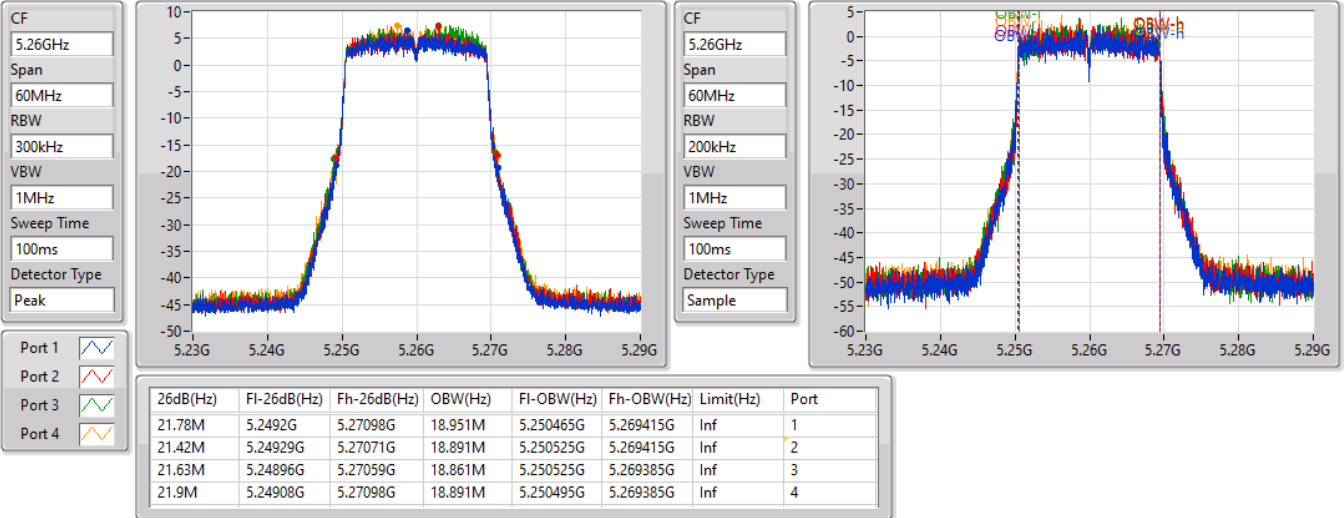 CF
5.26GHz
Span
60MHz
RBW
300kHz
VBW
1MHz
Sweep Time
100ms
Detector Type
Peak
10
5
0
-5
-10
-15
-20
-25
-30
-35
-40
-45
-50
5.23G 5.24G 5.25G 5.26G 5.27G 5.28G 5.29G
CF
5.26GHz
Span
60MHz
RBW
200kHz
VBW
1MHz
Sweep Time
100ms
Detector Type
Sample
5
0
-5
-10
-15
-20
-25
-30
-35
-40
-45
-50
-55
-60
OBW-h
5.23G 5.24G 5.25G 5.26G 5.27G 5.28G 5.29G
Port 1
Port 2
Port 3
Port 4
26dB(Hz) Fl-26dB(Hz) Fh-26dB(Hz) OBW(Hz) Fl-OBW(Hz) Fh-OBW(Hz) Limit(Hz) Port
21.78M 5.2492G 5.27098G 18.951M 5.250465G 5.269415G Inf 1
21.42M 5.24929G 5.27071G 18.891M 5.250525G 5.269415G Inf 2
21.63M 5.24896G 5.27059G 18.861M 5.250525G 5.269385G Inf 3
21.9M 5.24908G 5.27098G 18.891M 5.250495G 5.269385G Inf 4